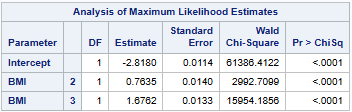 Analysis of Maximum Likelihood Estimates
Parameter DF Estimate Standard Error Wald Chi-Square Pr > ChiSq
Intercept 1 -2.8180 0.0114 61386.4122 <.0001
BMI 2 1 0.7635 0.0140 2992.7099 <.0001
BMI 3 1 1.6762 0.0133 15954.1856 <.0001